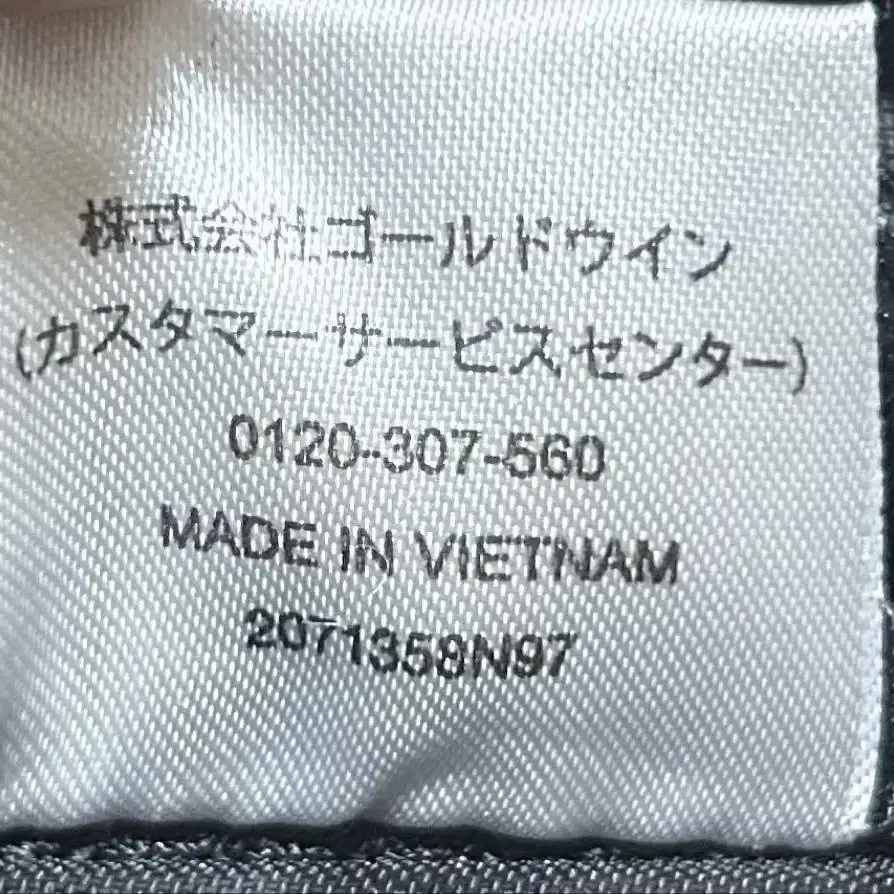 株式会社ゴールドウイン
(カスタマーサービスセンター)
0120-307-560
MADE IN VIETNAM
2071358N97